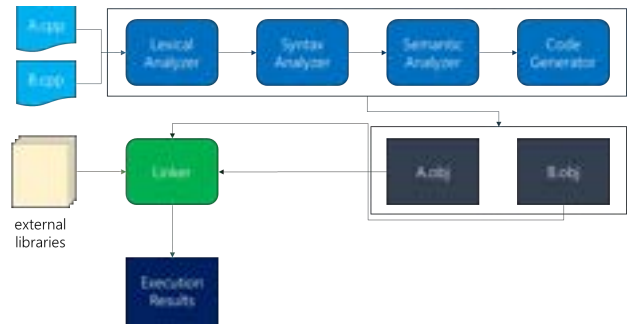 A.cpp
B.cpp
Lexical
Analyzer
Syntax
Analyzer
Semantic
Analyzer
Code
Generator
external
libraries
Linker
A.obj
B.obj
Execution
Results